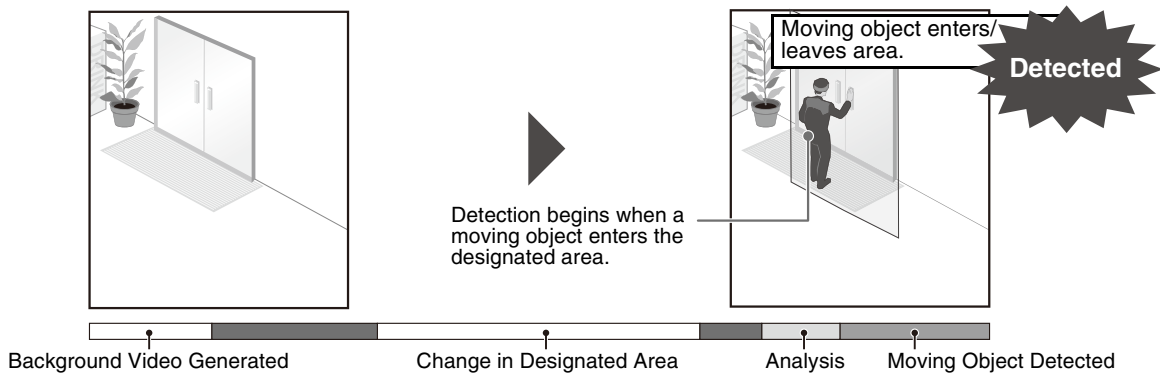 Moving object enters/
leaves area.
Detected
Detection begins when a
moving object enters the
designated area.
Background Video Generated
Change in Designated Area
Analysis
Moving Object Detected